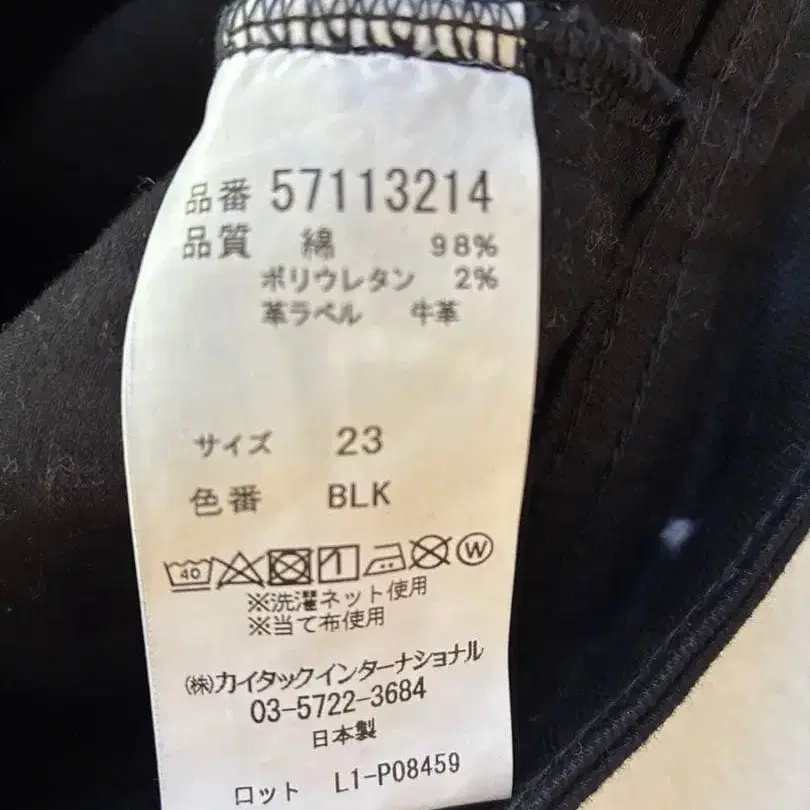 品番 57113214
品質 綿 98%
ポリウレタン 2%
革ラベル 牛革
サイズ 23
色番 BLK
40 W
※洗濯ネット使用
※当て布使用
㈱カイタックインターナショナル
03-5722-3684
日本製
ロット L1-P08459